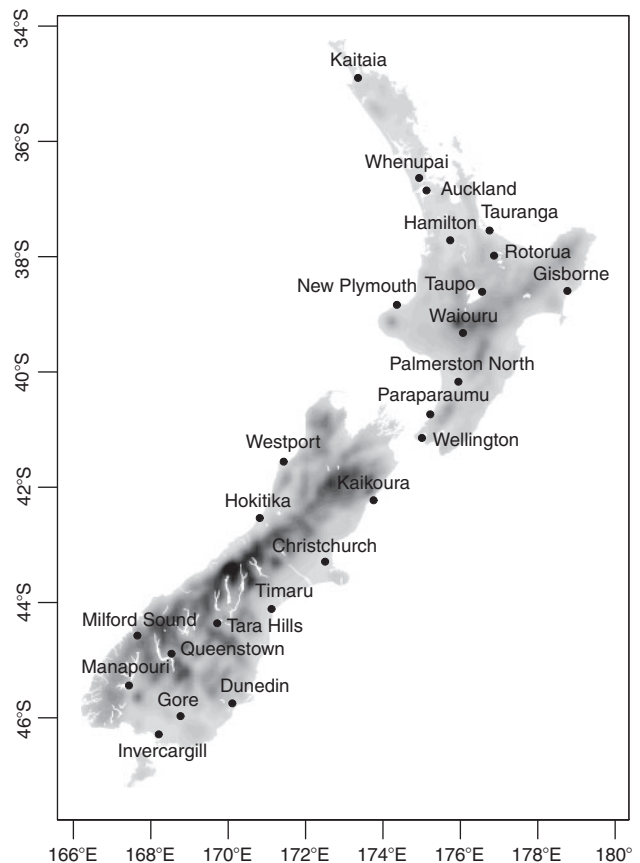 34°S
Kaitaia
36°S
Whenupai
Auckland
Tauranga
Hamilton
38°S
Rotorua
Gisborne
New Plymouth
Taupo
Waiouru
40°S
Palmerston North
Paraparaumu
Westport
Wellington
42°S
Kaikoura
Hokitika
Christchurch
44°S
Timaru
Milford Sound
Tara Hills
Queenstown
Manapouri
Dunedin
Gore
46°S
Invercargill
166°E
168°E
170°E
172°E
174°E
176°E
178°E
180°